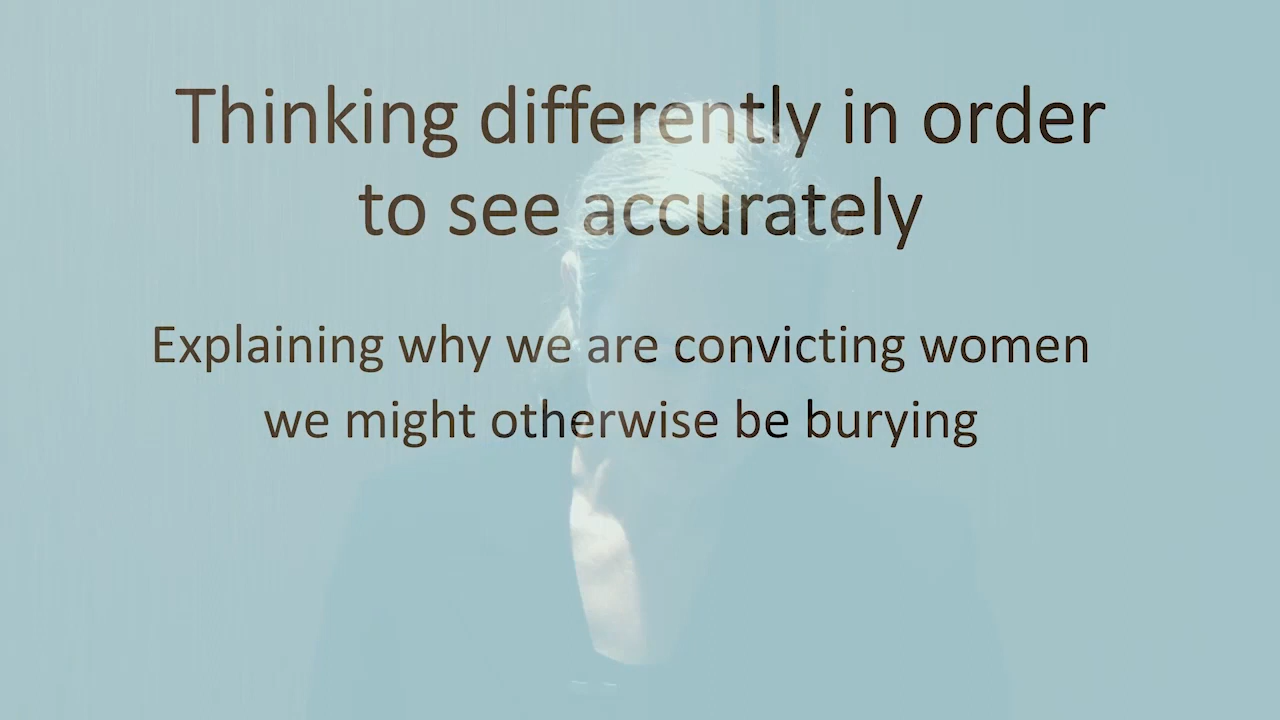 Thinking differently in order
to see accurately
Explaining why we are convicting women
we might otherwise be burying